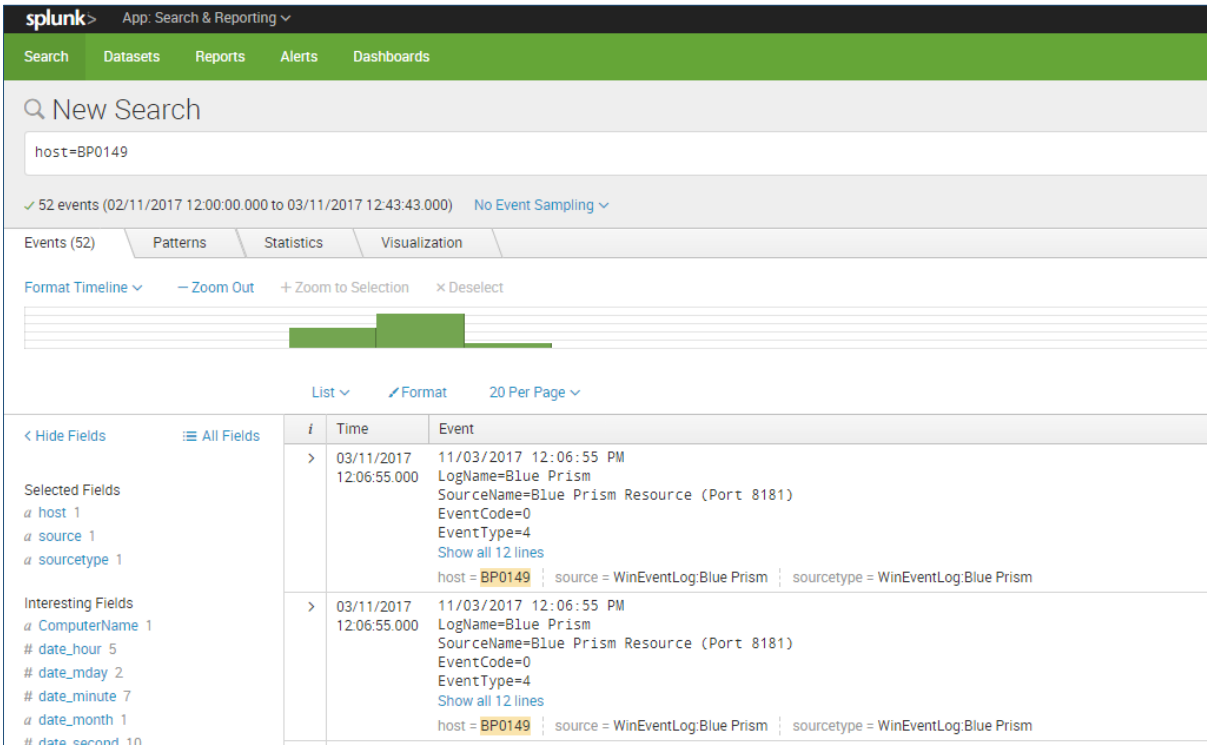 splunk> App: Search & Reporting
Search Datasets Reports Alerts Dashboards
New Search
host=BP0149
52 events (02/11/2017 12:00:00.000 to 03/11/2017 12:43:43.000) No Event Sampling
Events (52) Patterns Statistics Visualization
Format Timeline — Zoom Out + Zoom to Selection × Deselect
List Format 20 Per Page
< Hide Fields All Fields
i Time Event
Selected Fields
a host 1
a source 1
a sourcetype 1
Interesting Fields
a ComputerName 1
# date_hour 5
# date_mday 2
# date_minute 7
a date_month 1
# date_second 10
> 03/11/2017 11/03/2017 12:06:55 PM
12:06:55.000 LogName=Blue Prism
SourceName=Blue Prism Resource (Port 8181)
EventCode=0
EventType=4
Show all 12 lines
host = BP0149 source = WinEventLog:Blue Prism sourcetype = WinEventLog:Blue Prism
> 03/11/2017 11/03/2017 12:06:55 PM
12:06:55.000 LogName=Blue Prism
SourceName=Blue Prism Resource (Port 8181)
EventCode=0
EventType=4
Show all 12 lines
host = BP0149 source = WinEventLog:Blue Prism sourcetype = WinEventLog:Blue Prism